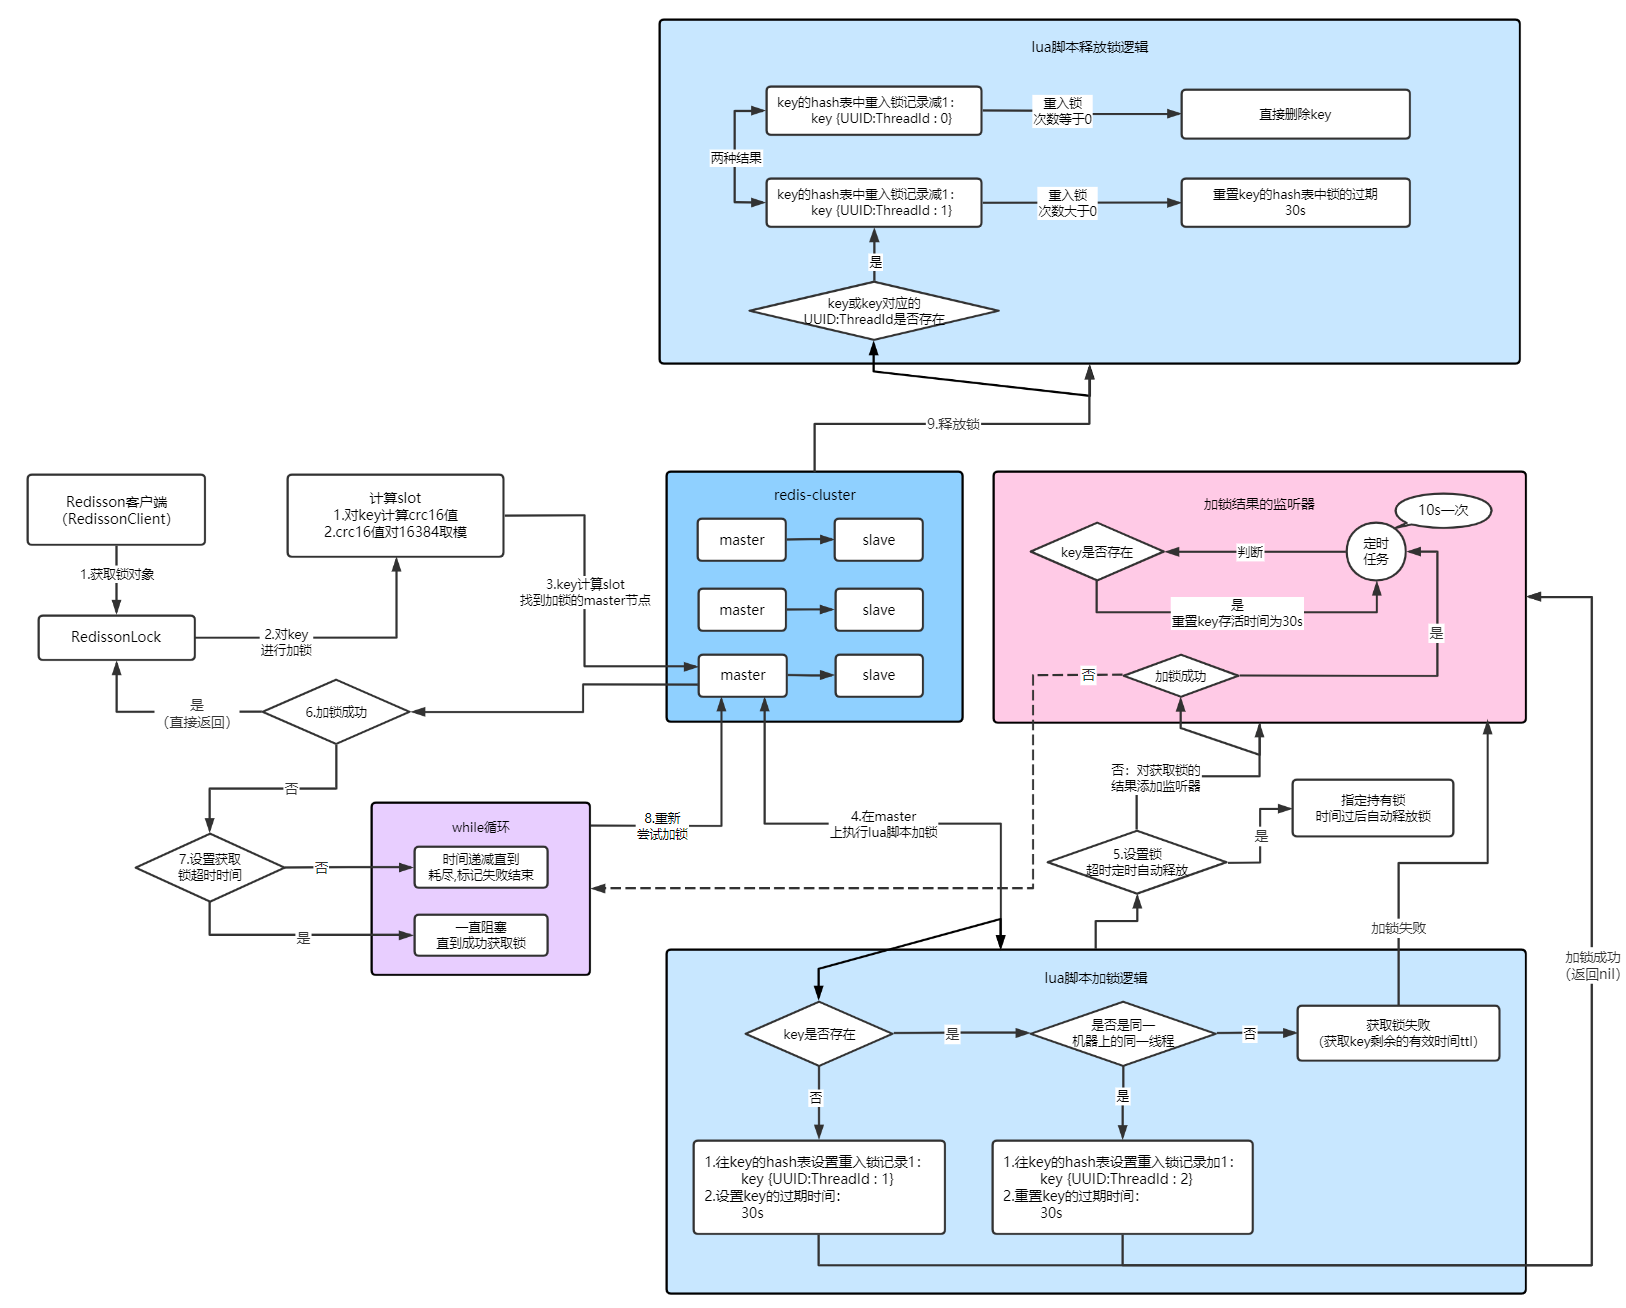 lua脚本释放锁逻辑
key的hash表中重入锁记录减1：
key {UUID:ThreadId : 0}
重入锁
次数等于0
直接删除key
两种结果
key的hash表中重入锁记录减1：
key {UUID:ThreadId : 1}
重入锁
次数大于0
重置key的hash表中锁的过期
30s
是
key或key对应的
UUID:ThreadId是否存在
9.释放锁
Redisson客户端
（RedissonClient）
1.获取锁对象
RedissonLock
2.对key
进行加锁
计算slot
1.对key计算crc16值
2.crc16值对16384取模
3.key计算slot
找到加锁的master节点
redis-cluster
master
slave
master
slave
master
slave
加锁结果的监听器
10s一次
定时
任务
判断
key是否存在
是
重置key存活时间为30s
是
加锁成功
否
是
（直接返回）
6.加锁成功
否
7.设置获取
锁超时时间
否
是
while循环
时间递减直到
耗尽,标记失败结束
一直阻塞
直到成功获取锁
8.重新
尝试加锁
4.在master
上执行lua脚本加锁
否：对获取锁的
结果添加监听器
5.设置锁
超时定时自动释放
是
指定持有锁
时间过后自动释放锁
加锁失败
加锁成功
（返回nil）
lua脚本加锁逻辑
key是否存在
是
是否是同一
机器上的同一线程
否
获取锁失败
（获取key剩余的有效时间ttl）
否
是
1.往key的hash表设置重入锁记录1：
key {UUID:ThreadId : 1}
2.设置key的过期时间：
30s
1.往key的hash表设置重入锁记录加1：
key {UUID:ThreadId : 2}
2.重置key的过期时间：
30s